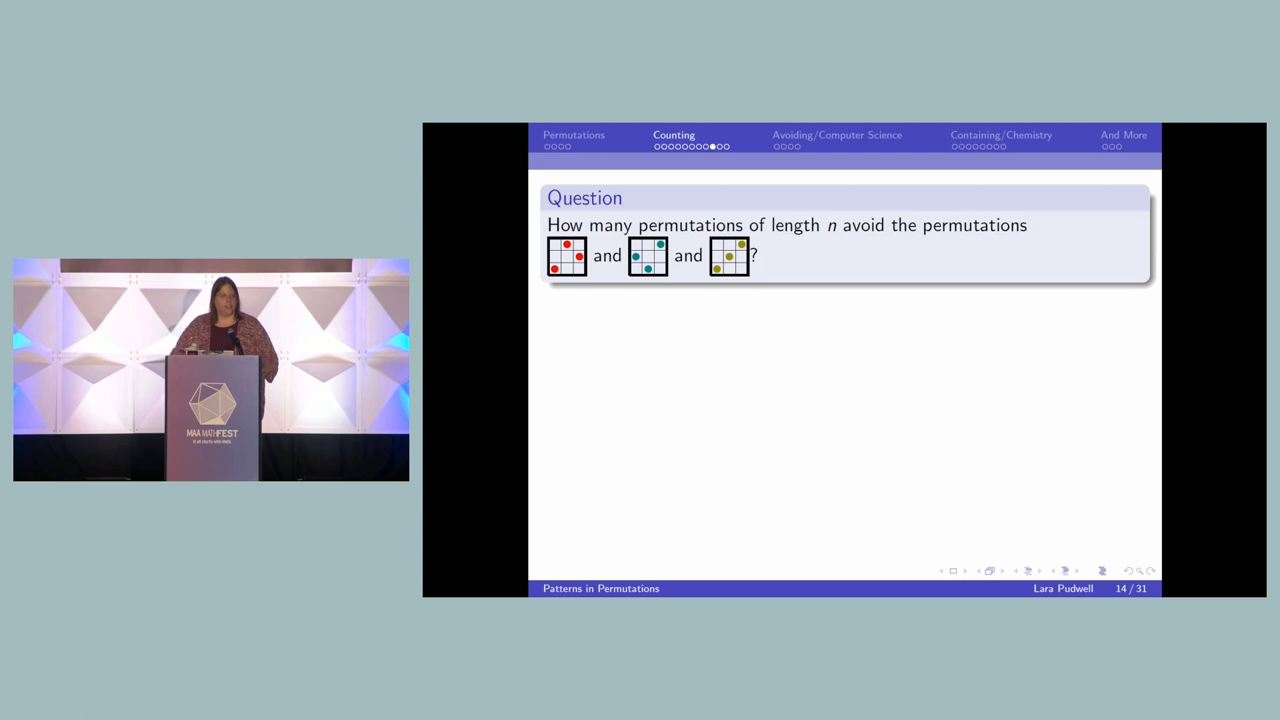 Permutations Counting Avoiding/Computer Science Containing/Chemistry And More
Question
How many permutations of length n avoid the permutations
and and ?
MAA MATHFEST
Patterns in Permutations Lara Pudwell 14 / 31